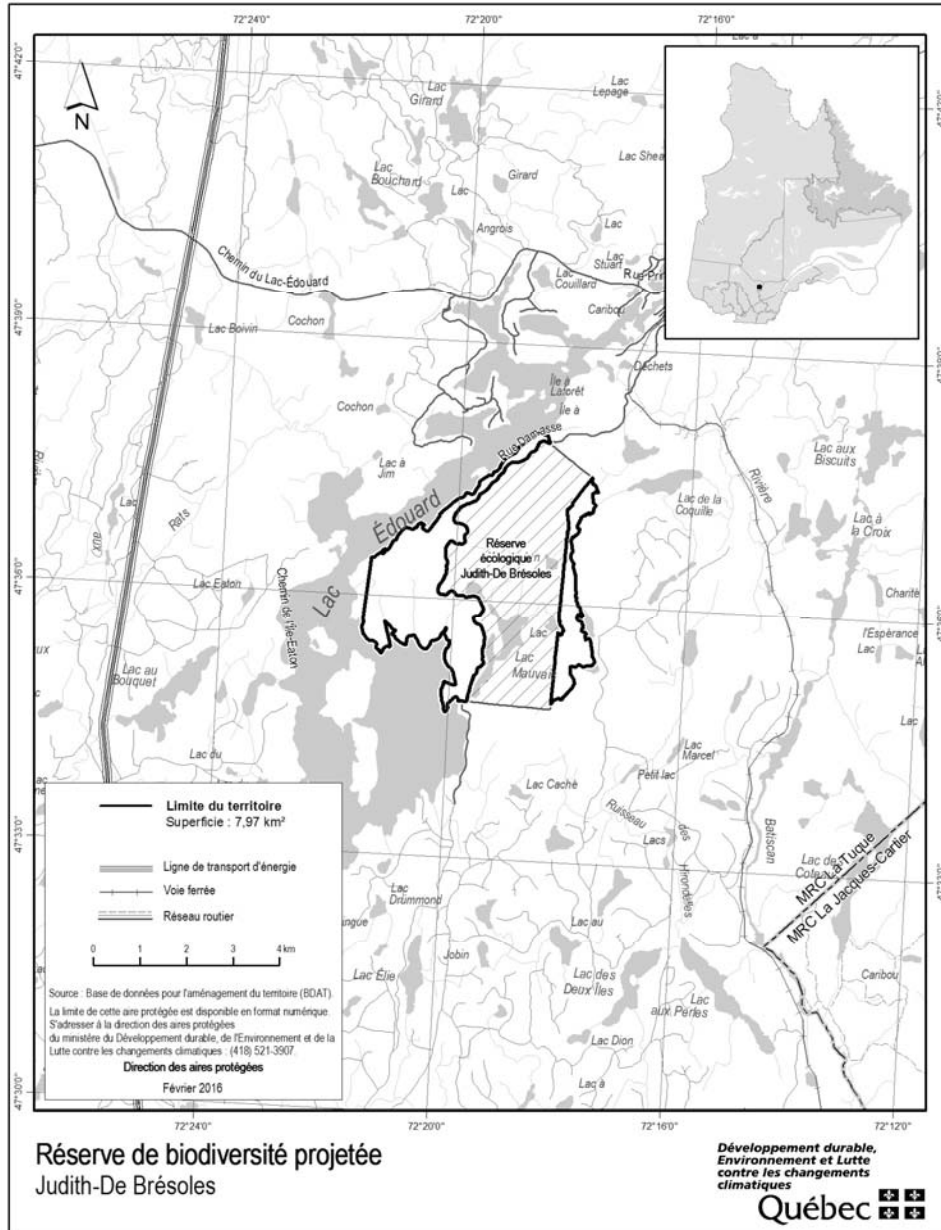 72°24'0"
72°20'0"
72°16'0"
47°42'0"
N
Lac
Girard
Lac
Lepage
Lac Shea
Lac
Bouchard
Lac
Girard
Angrois
Lac
Chemin du Lac-Édouard
Lac
Stuart
Lac
Couillard
Caribou
47°39'0"
Lac Boivin
Cochon
Déchets
Île à
Laforêt
Île à
Cochon
Rue Damasse
Lac à
Jim
Lac aux
Biscuits
Rivière
Lac
aux
Rats
Lac Édouard
Lac de la
Coquille
Lac à
la Croix
Réserve
écologique
Judith-De Brésoles
47°36'0"
Lac Eaton
Chemin de l'Île-Eaton
Charité
l'Espérance
Lac
Lac
Lac
Mauvais
Lac au
Bouquet
Lac
Lac du
Lac
Marcel
Petit lac
Lac Caché
Ruisseau
des
Hirondelles
Lacs
Batiscan
47°33'0"
MRC La Tuque
MRC La Jacques-Cartier
Lac
Drummond
Lac au
Jobin
Lac Élie
Lac des
Deux Îles
Lac
aux Perles
Caribou
Lac Dion
Lac à
Limite du territoire
Superficie : 7,97 km²
Ligne de transport d'énergie
Voie ferrée
Réseau routier
0 1 2 3 4 km
Source : Base de données pour l'aménagement du territoire (BDAT).
La limite de cette aire protégée est disponible en format numérique.
S'adresser à la direction des aires protégées
du ministère du Développement durable, de l'Environnement et de la
Lutte contre les changements climatiques : (418) 521-3907.
Direction des aires protégées
Février 2016
47°30'0"
72°24'0"
72°20'0"
72°16'0"
72°12'0"
Réserve de biodiversité projetée
Judith-De Brésoles
Développement durable,
Environnement et Lutte
contre les changements
climatiques
Québec